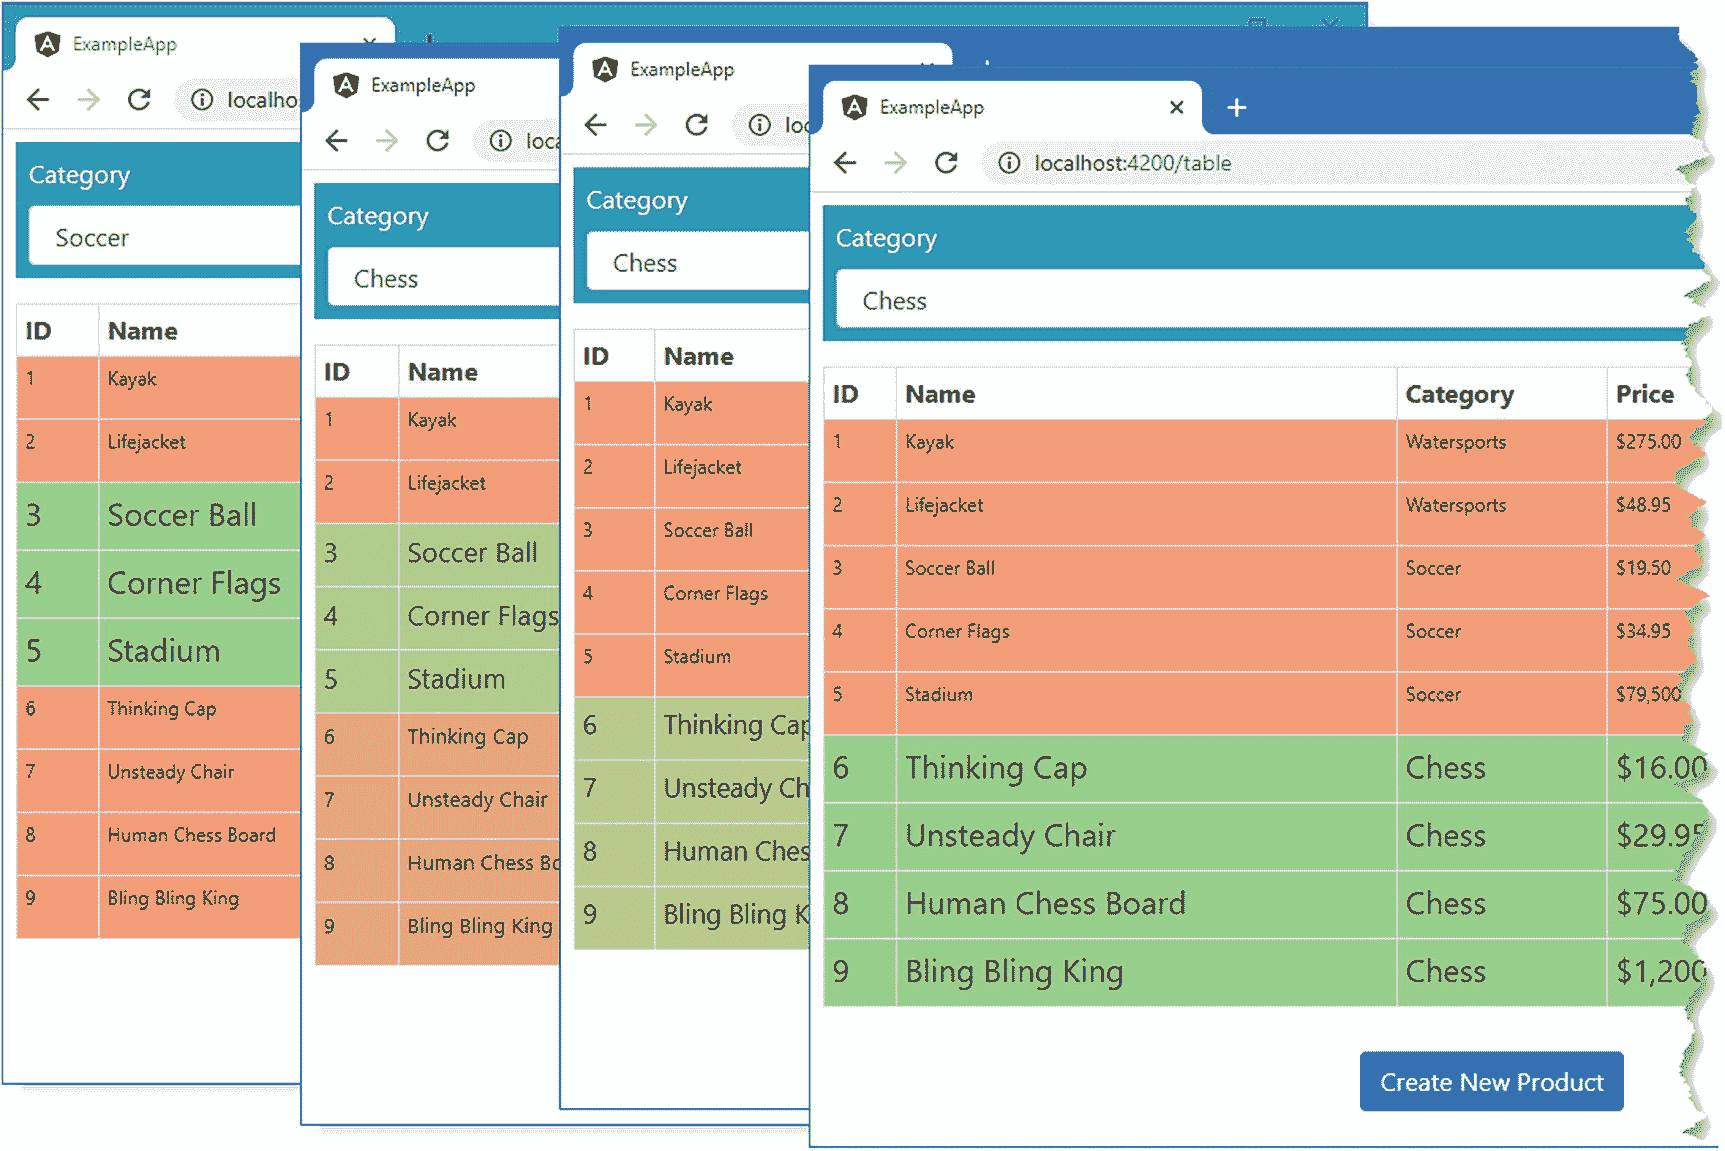 ExampleApp
localho
Category
Soccer
ID Name
1 Kayak
2 Lifejacket
3 Soccer Ball
4 Corner Flags
5 Stadium
6 Thinking Cap
7 Unsteady Chair
8 Human Chess Board
9 Bling Bling King
ExampleApp
loca
Category
Chess
ID Name
1 Kayak
2 Lifejacket
3 Soccer Ball
4 Corner Flags
5 Stadium
6 Thinking Cap
7 Unsteady Chair
8 Human Chess Bo
9 Bling Bling King
ExampleApp
loc
Category
Chess
ID Name
1 Kayak
2 Lifejacket
3 Soccer Ball
4 Corner Flags
5 Stadium
6 Thinking Cap
7 Unsteady Ch
8 Human Ches
9 Bling Bling K
ExampleApp
localhost:4200/table
Category
Chess
ID Name Category Price
1 Kayak Watersports $275.00
2 Lifejacket Watersports $48.95
3 Soccer Ball Soccer $19.50
4 Corner Flags Soccer $34.95
5 Stadium Soccer $79,500
6 Thinking Cap Chess $16.00
7 Unsteady Chair Chess $29.95
8 Human Chess Board Chess $75.00
9 Bling Bling King Chess $1,200
Create New Product